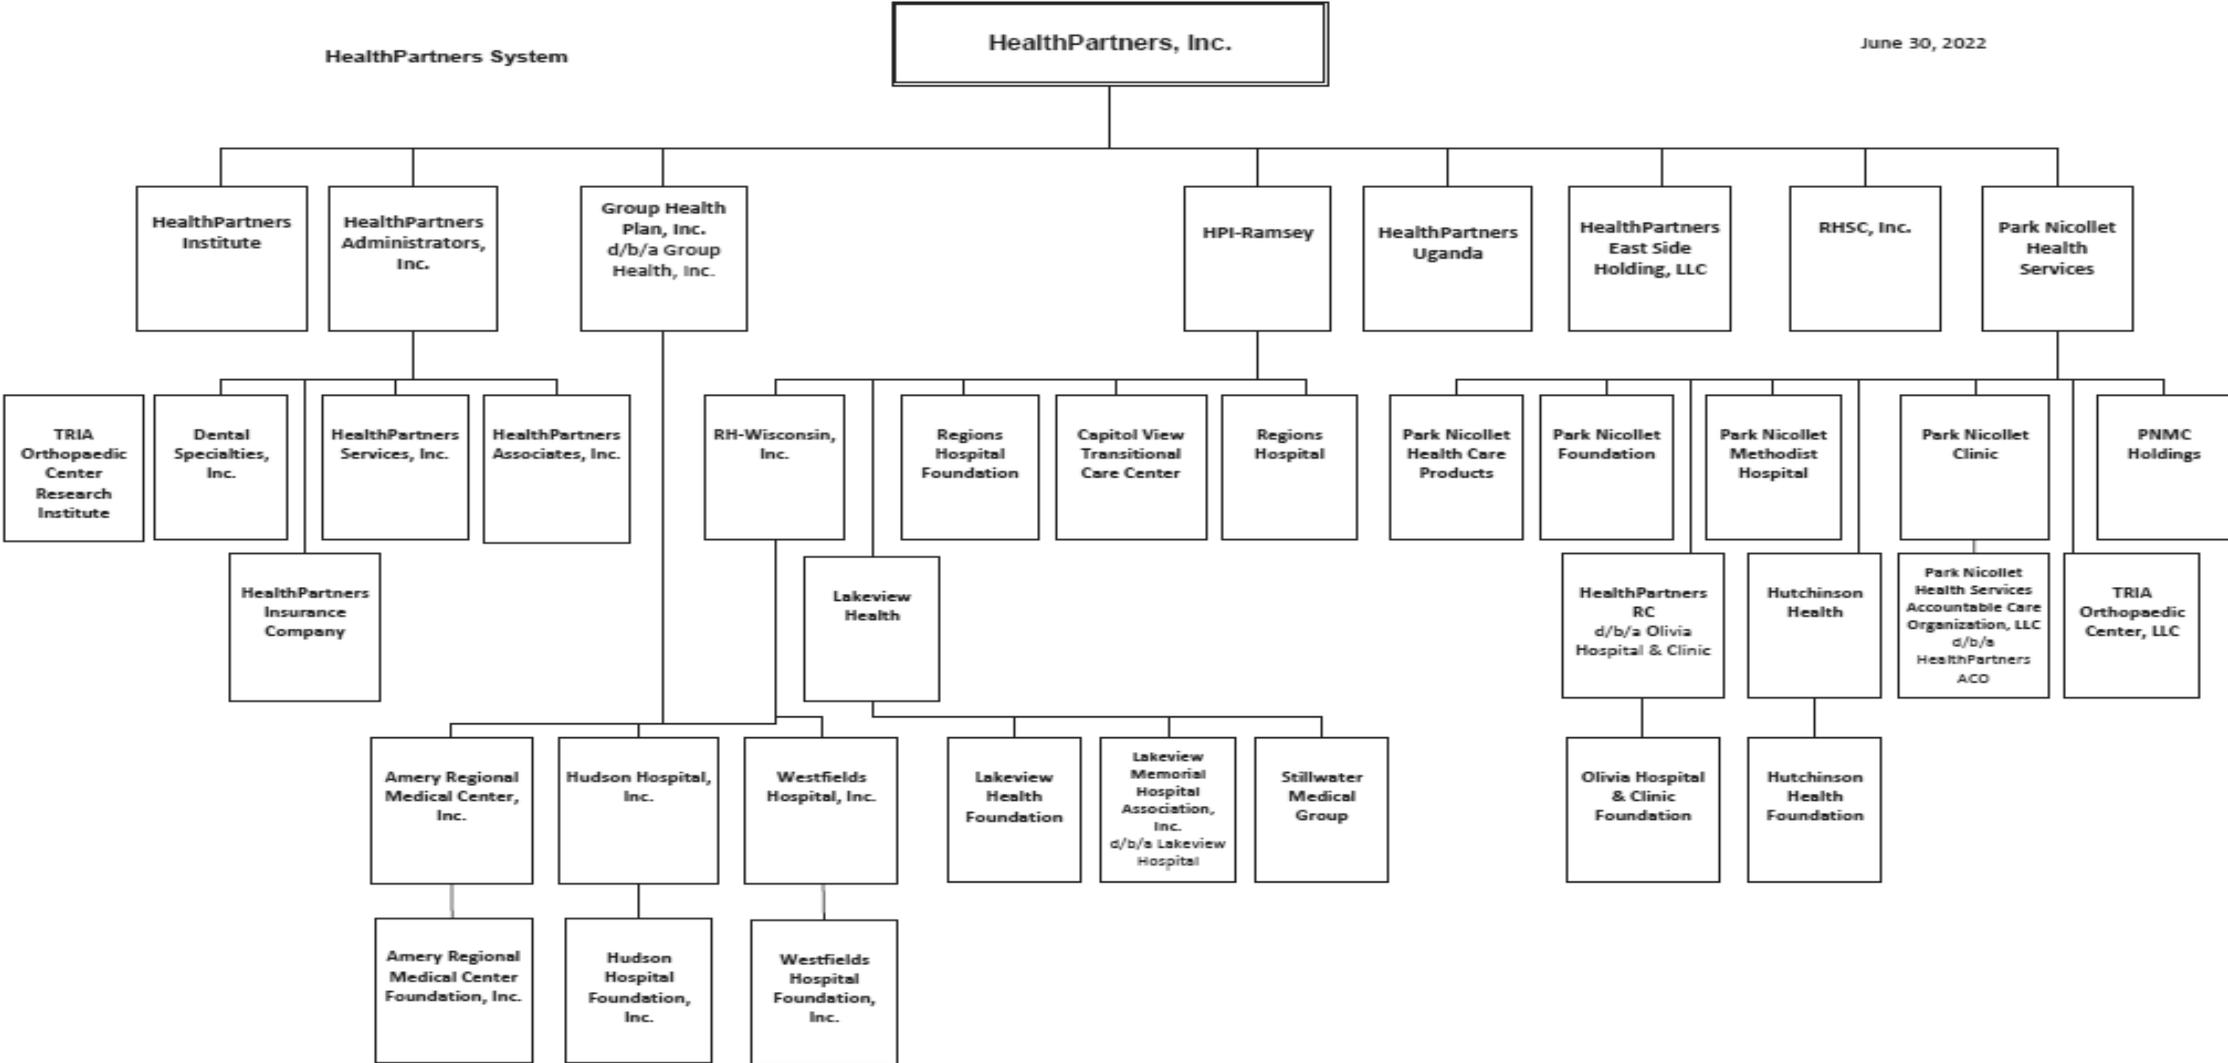 HealthPartners System
HealthPartners, Inc.
June 30, 2022
HealthPartners
Institute
HealthPartners
Administrators,
Inc.
Group Health
Plan, Inc.
d/b/a Group
Health, Inc.
HPI-Ramsey
HealthPartners
Uganda
HealthPartners
East Side
Holding, LLC
RHSC, Inc.
Park Nicollet
Health
Services
TRIA
Orthopaedic
Center
Research
Institute
Dental
Specialties,
Inc.
HealthPartners
Services, Inc.
HealthPartners
Associates, Inc.
RH-Wisconsin,
Inc.
Regions
Hospital
Foundation
Capitol View
Transitional
Care Center
Regions
Hospital
Park Nicollet
Health Care
Products
Park Nicollet
Foundation
Park Nicollet
Methodist
Hospital
Park Nicollet
Clinic
PNMC
Holdings
HealthPartners
Insurance
Company
Lakeview
Health
HealthPartners
RC
d/b/a Olivia
Hospital & Clinic
Hutchinson
Health
Park Nicollet
Health Services
Accountable Care
Organization, LLC
d/b/a
HealthPartners
ACO
TRIA
Orthopaedic
Center, LLC
Amery Regional
Medical Center,
Inc.
Hudson Hospital,
Inc.
Westfields
Hospital, Inc.
Lakeview
Health
Foundation
Lakeview
Memorial
Hospital
Association,
Inc.
d/b/a Lakeview
Hospital
Stillwater
Medical
Group
Olivia Hospital
& Clinic
Foundation
Hutchinson
Health
Foundation
Amery Regional
Medical Center
Foundation, Inc.
Hudson
Hospital
Foundation,
Inc.
Westfields
Hospital
Foundation,
Inc.